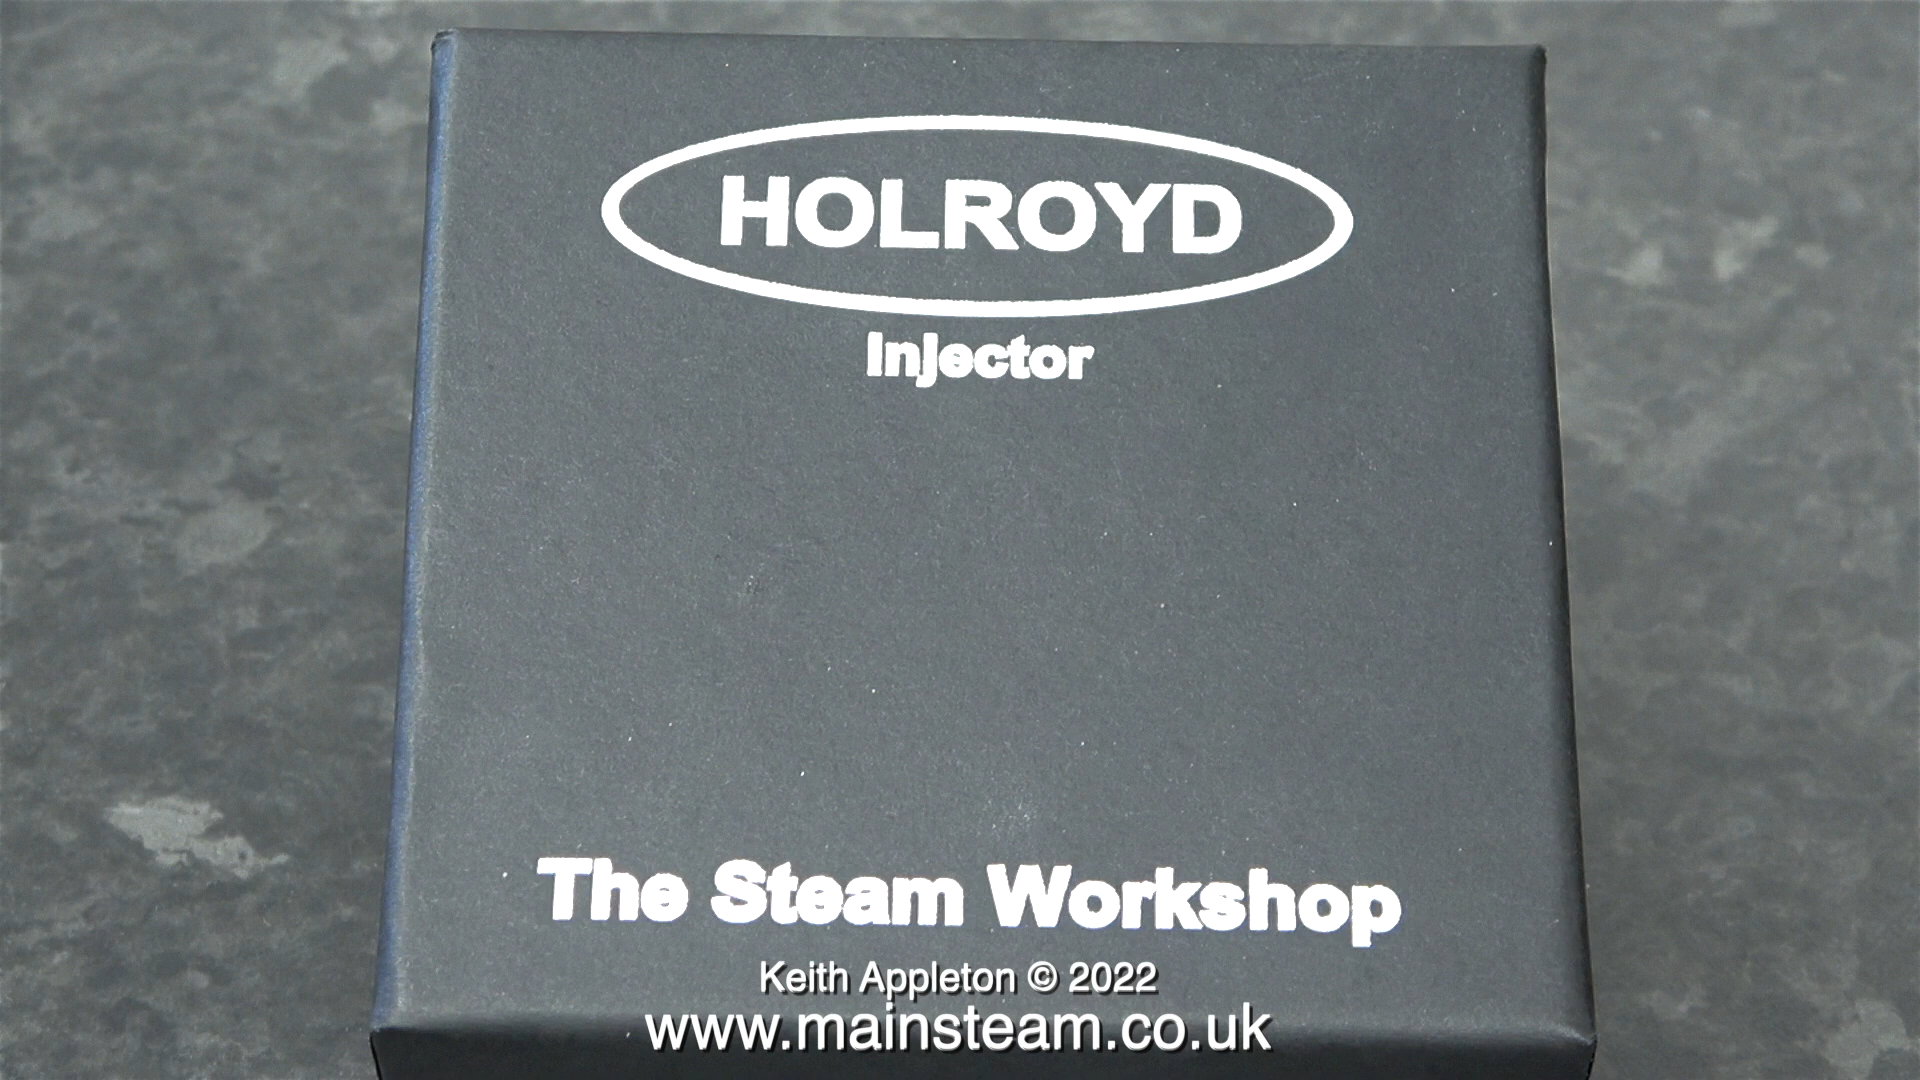 HOLROYD
Injector
The Steam Workshop
Keith Appleton © 2022
www.mainsteam.co.uk